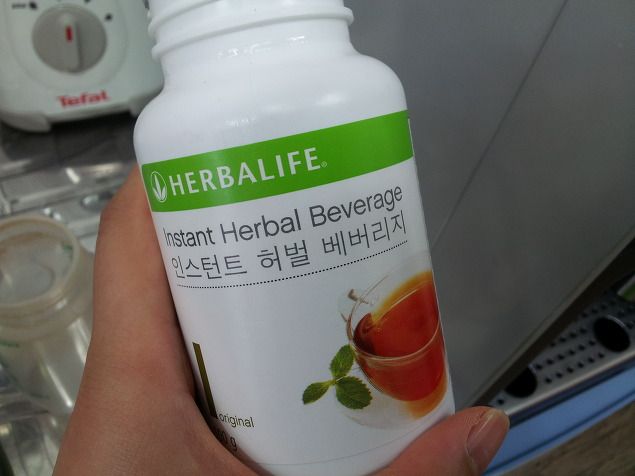 Tefal
HERBALIFE®
Instant Herbal Beverage
인스턴트 허벌 베버리지
original